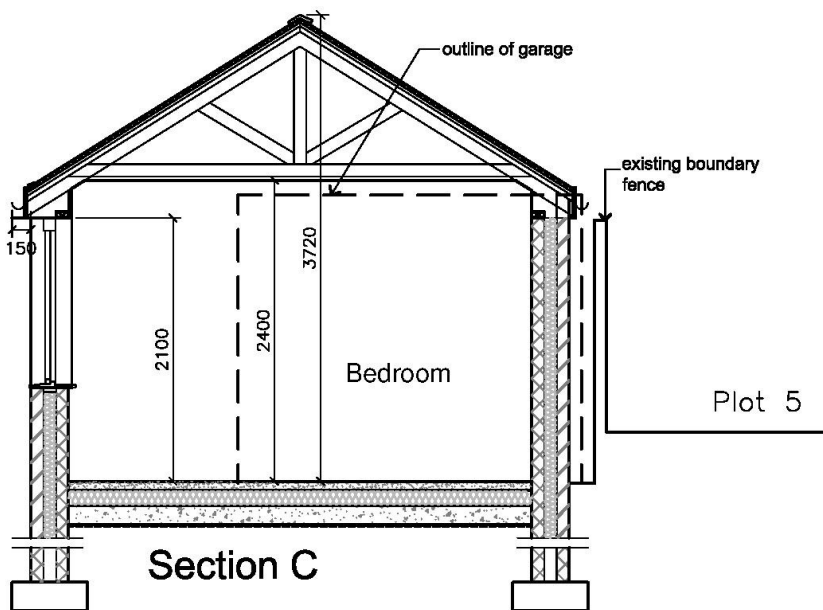 outline of garage
existing boundary
fence
150
3720
2100
2400
Bedroom
Plot 5
Section C